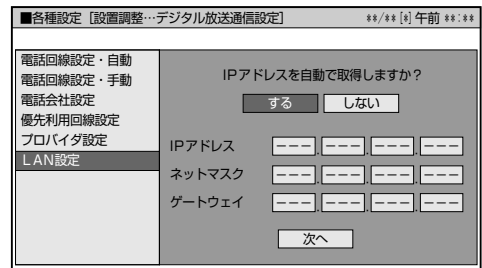 ■各種設定［設置調整…デジタル放送通信設定］ **/**[*]午前**:**
電話回線設定・自動
電話回線設定・手動
電話会社設定
優先利用回線設定
プロバイダ設定
LAN設定
IPアドレスを自動で取得しますか？
する しない
IPアドレス ---.---.---.---
ネットマスク ---.---.---.---
ゲートウェイ ---.---.---.---
次へ